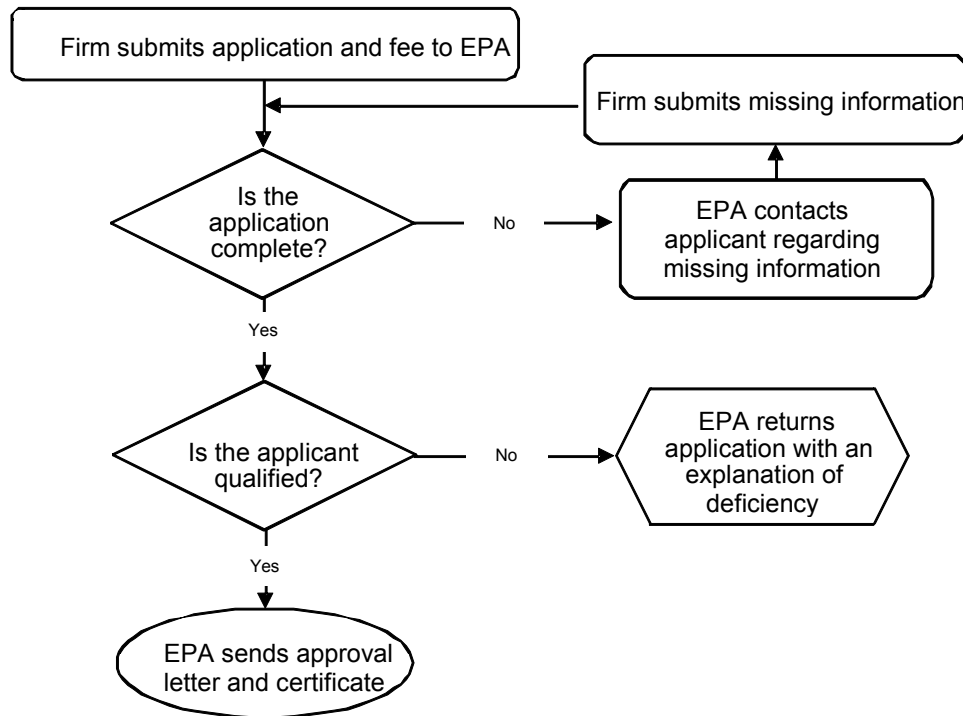 Firm submits application and fee to EPA
Firm submits missing information
Is the
application
complete?
No
EPA contacts
applicant regarding
missing information
Yes
Is the applicant
qualified?
No
EPA returns
application with an
explanation of
deficiency
Yes
EPA sends approval
letter and certificate